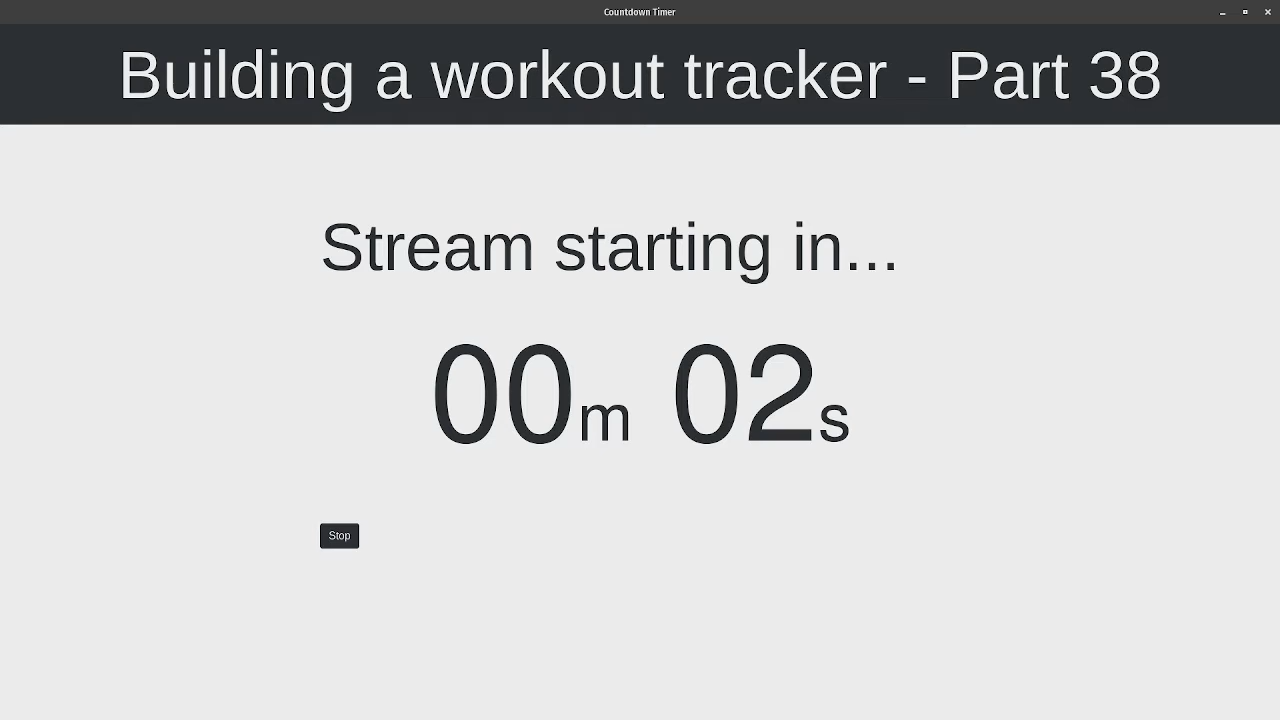 Countdown Timer
Building a workout tracker - Part 38
Stream starting in...
00m 02s
Stop